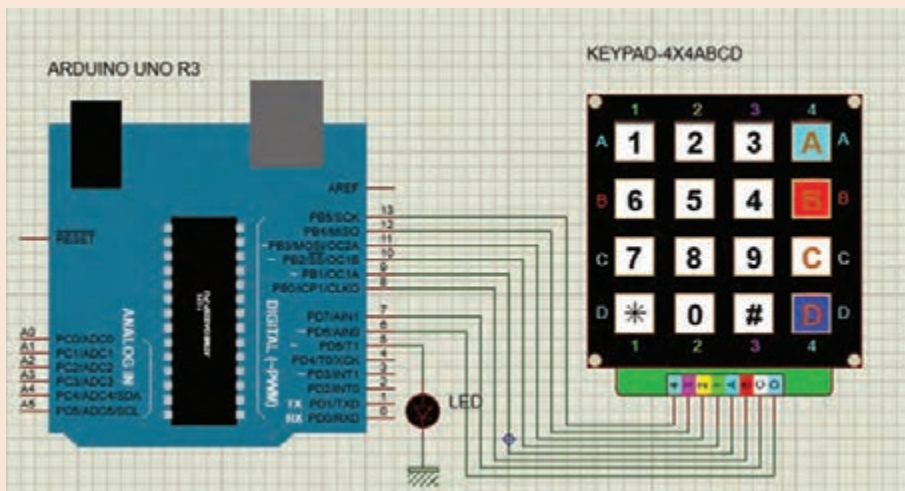 ARDUINO UNO R3
KEYPAD-4X4ABCD
1 2 3 4
A 1 2 3 A A
B 6 5 4 B B
C 7 8 9 C C
D * 0 # D D
1 2 3 4
AREF
RESET
PB5/SCK 13
PB4/MISO 12
~PB3/MOSI/OC2A 11
~ PB2/SS/OC1B 10
~ PB1/OC1A 9
PB0/ICP1/CLKO 8
PD7/AIN1 7
~ PD6/AIN0 6
~ PD5/T1 5
PD4/T0/XCK 4
~ PD3/INT1 3
PD2/INT0 2
TX PD1/TXD 1
RX PD0/RXD 0
DIGITAL (~PWM)
ANALOG IN
A0 PC0/ADC0
A1 PC1/ADC1
A2 PC2/ADC2
A3 PC3/ADC3
A4 PC4/ADC4/SDA
A5 PC5/ADC5/SCL
LED